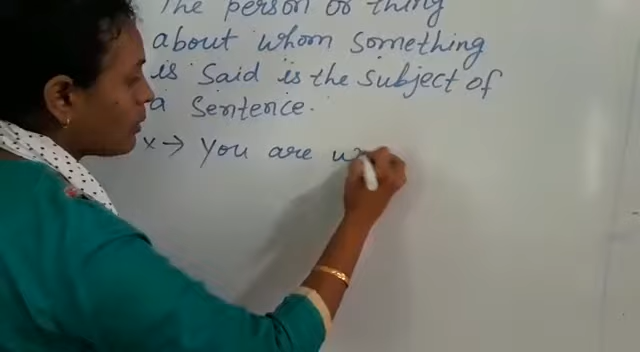 The person or thing
about whom something
is said is the subject of
a sentence.
x → You are